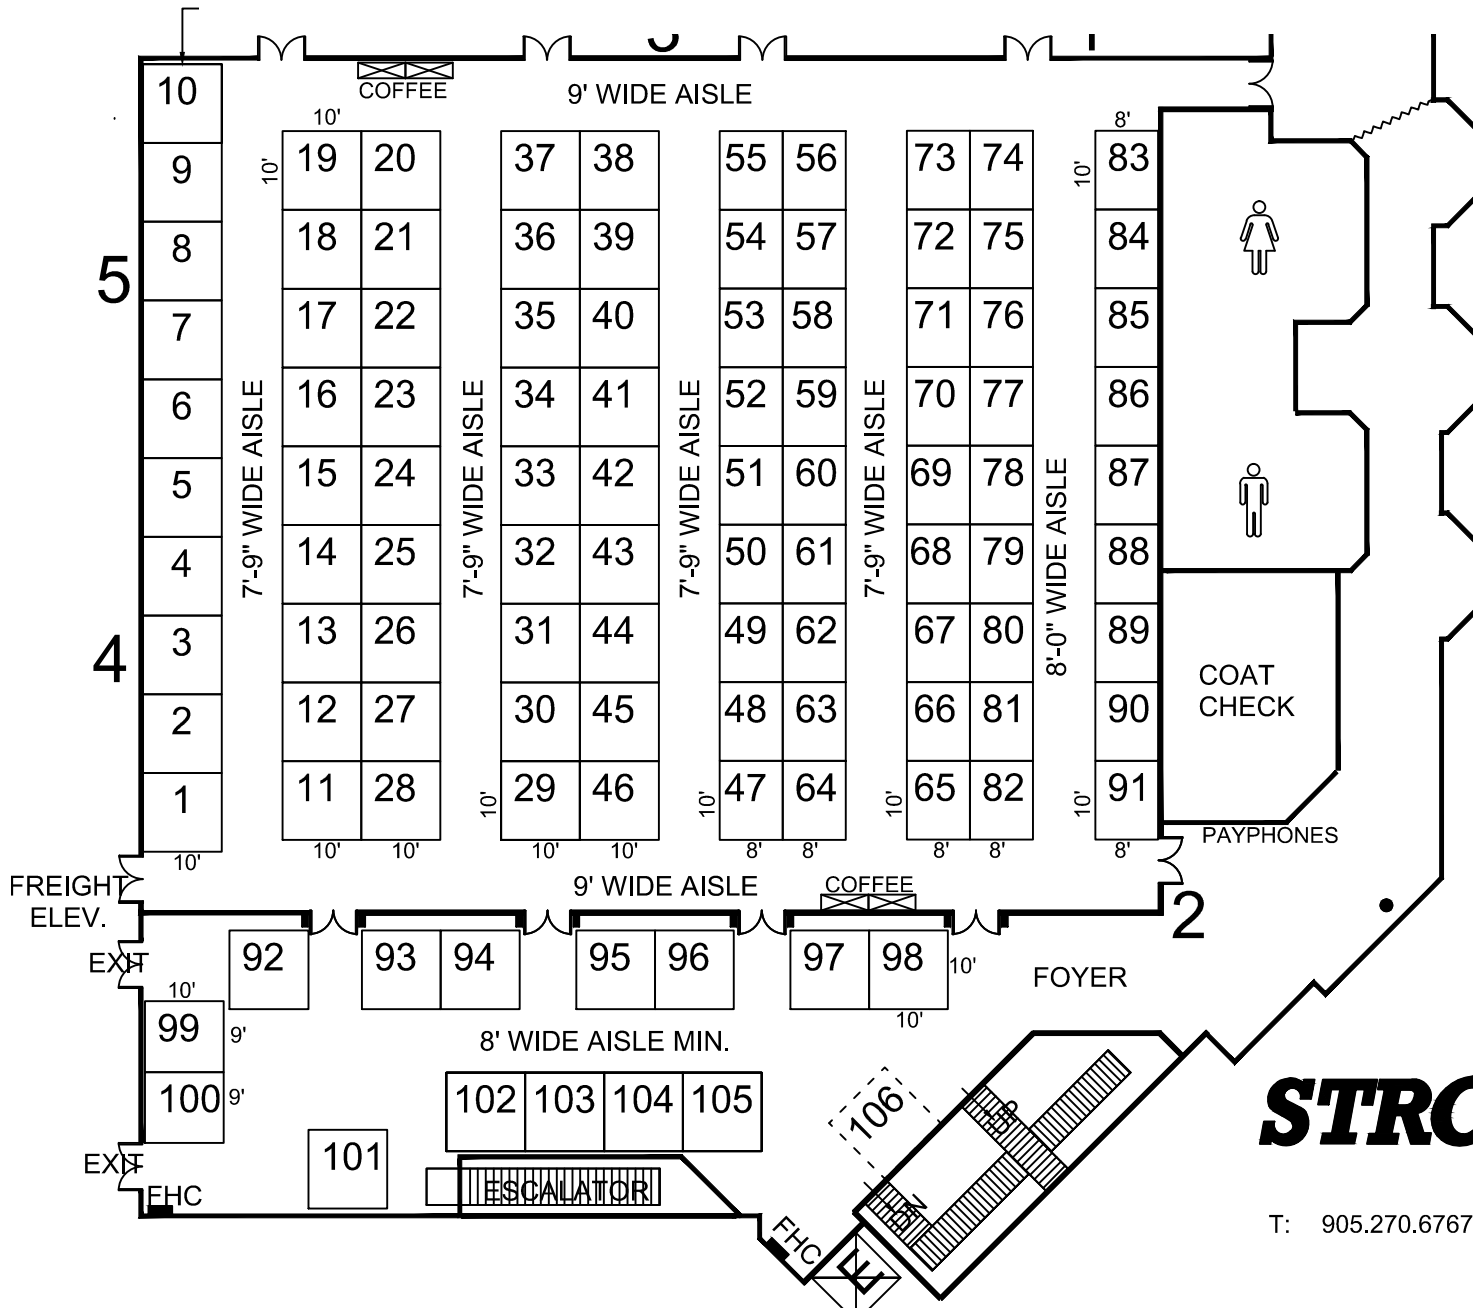 COFFEE
9' WIDE AISLE
10'
8'
10 19 20 37 38 55 56 73 74 83
10' 10'
9 18 21 36 39 54 57 72 75 84
5
8 17 22 35 40 53 58 71 76 85
7 16 23 34 41 52 59 70 77 86
6 15 24 33 42 51 60 69 78 87
5 14 25 32 43 50 61 68 79 88
4 13 26 31 44 49 62 67 80 89
4
3 12 27 30 45 48 63 66 81 90
2 11 28 29 46 47 64 65 82 91
1
7'-9" WIDE AISLE
7'-9" WIDE AISLE
7'-9" WIDE AISLE
7'-9" WIDE AISLE
8'-0" WIDE AISLE
COAT
CHECK
PAYPHONES
10' 10' 10' 10'
10' 10' 10' 10' 10' 8' 8' 8' 8' 8'
FREIGHT
ELEV.
9' WIDE AISLE
COFFEE
2
EXIT
92 93 94 95 96 97 98
10'
10'
FOYER
10'
99 9'
100 9'
8' WIDE AISLE MIN.
102 103 104 105
106
UP
DN
101
EXIT
FHC
ESCALATOR
FHC
E
T: 905.270.6767